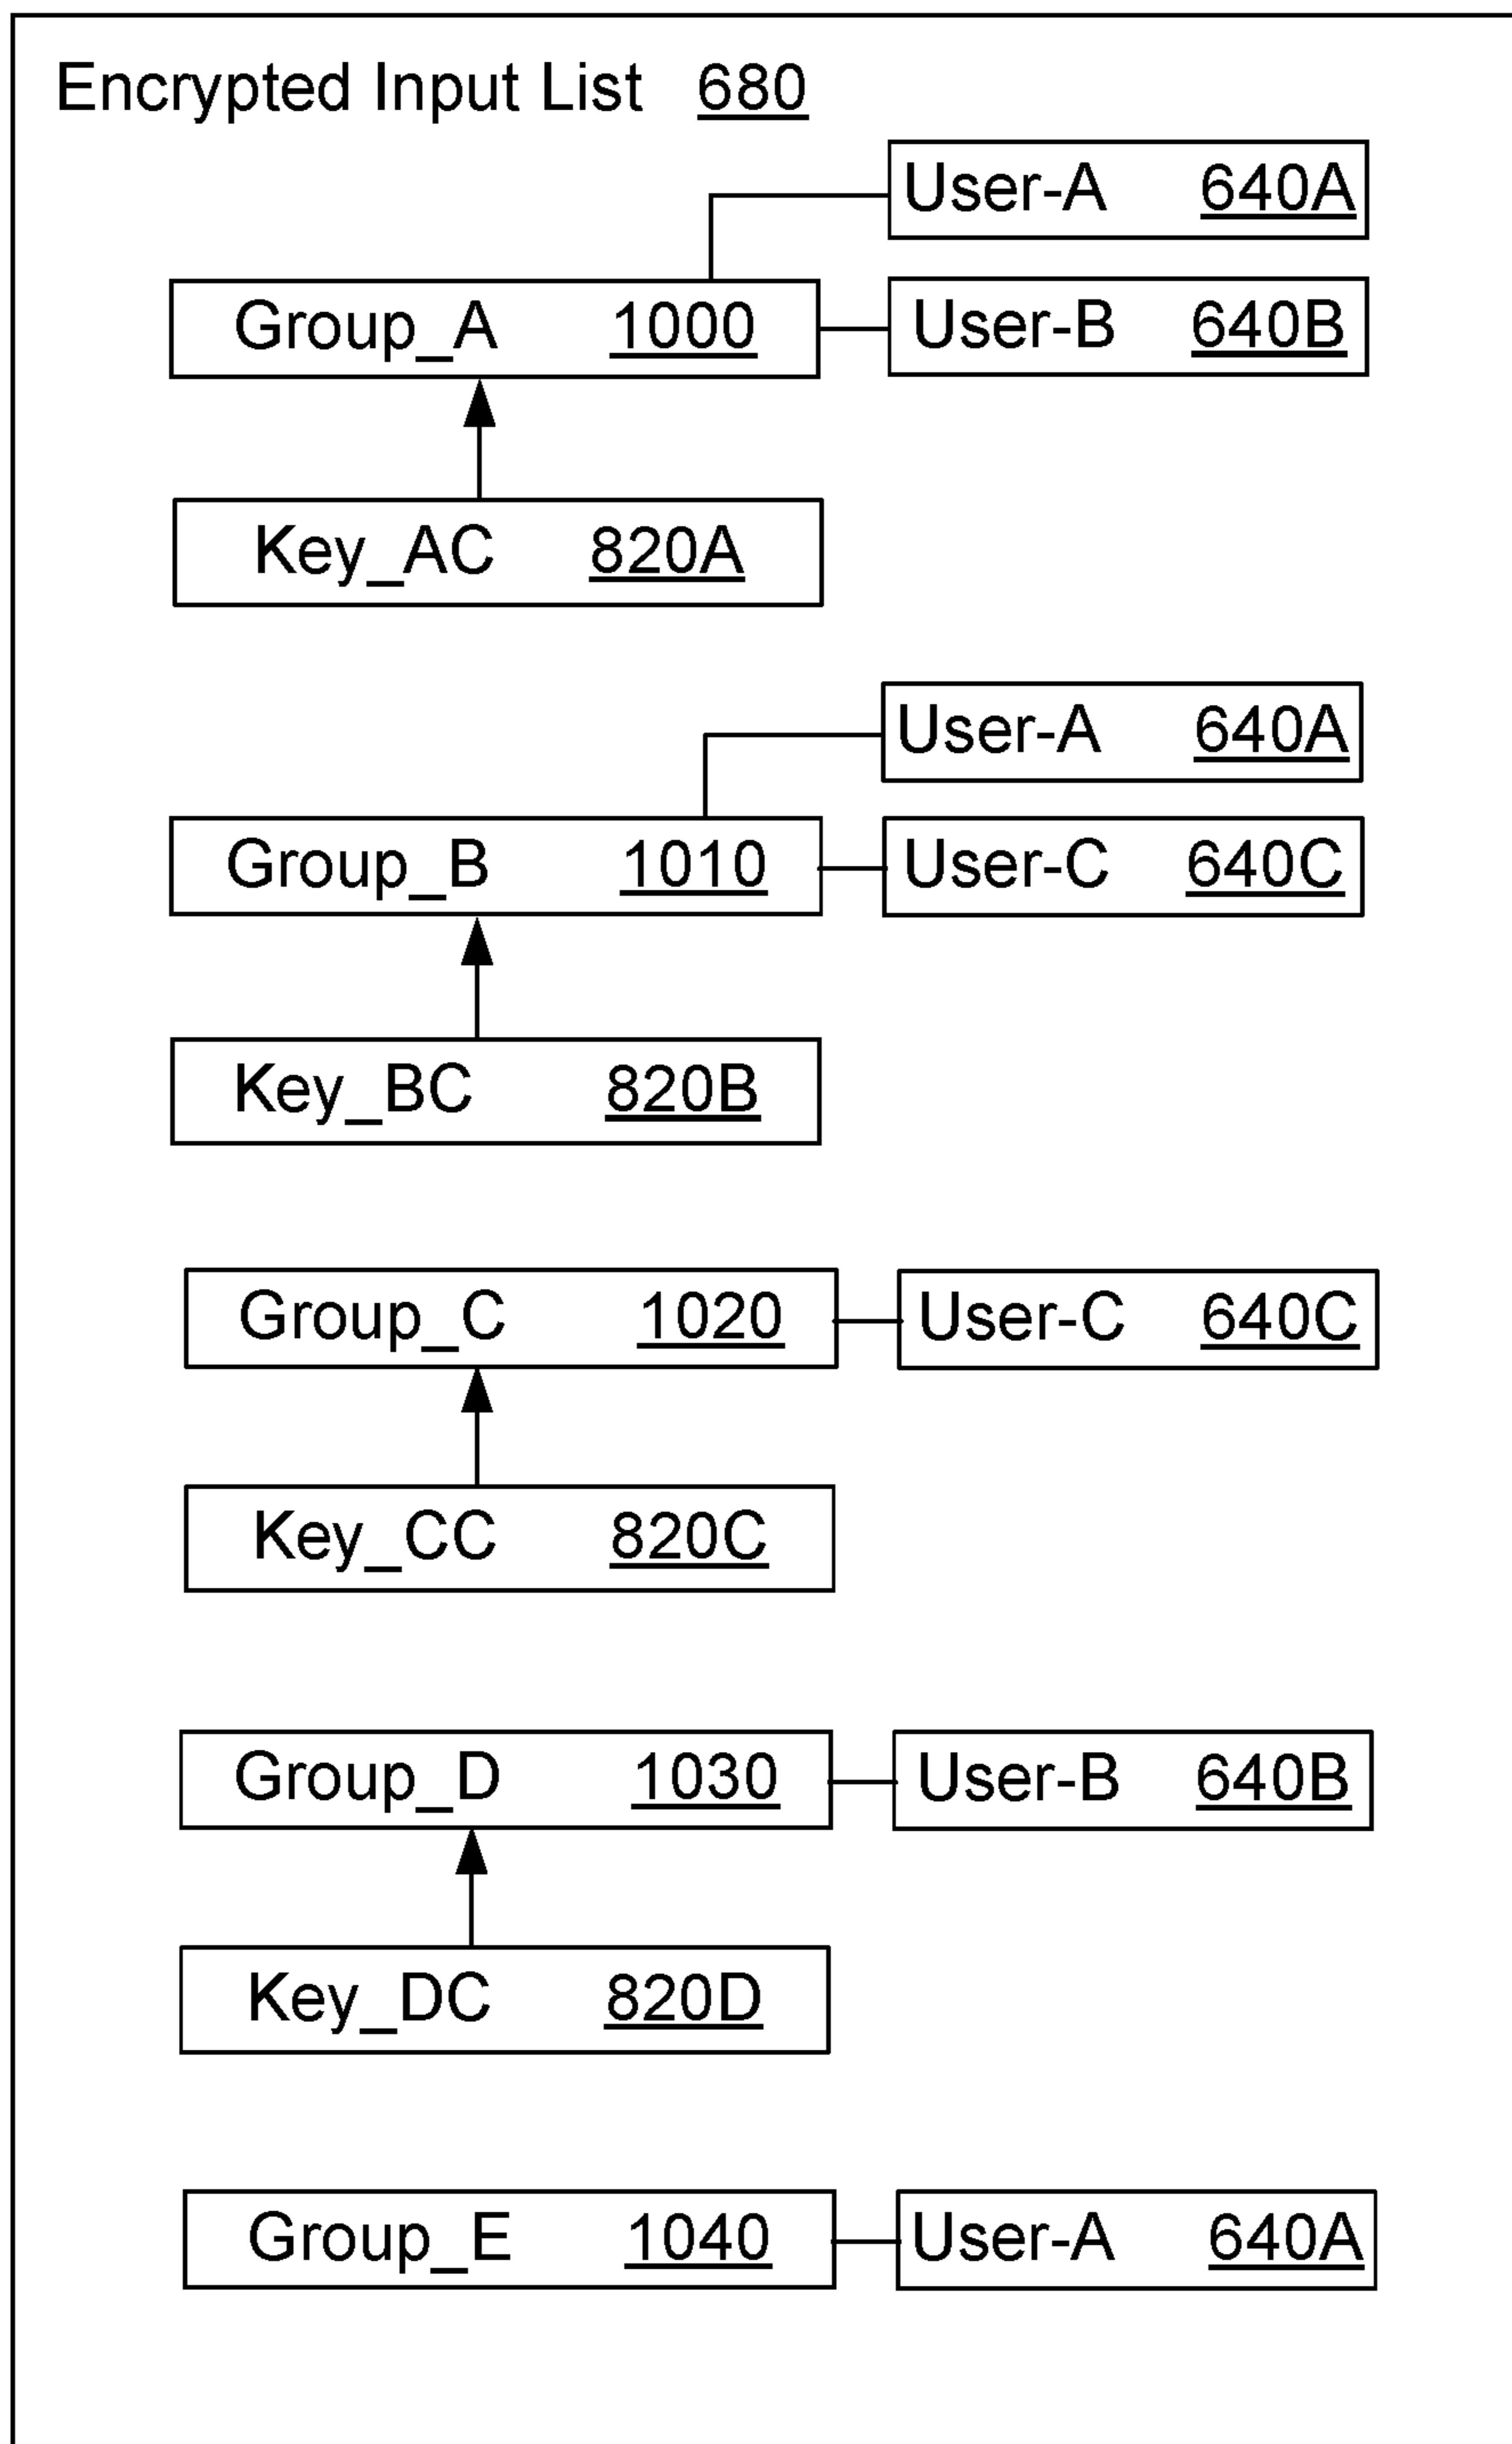 Encrypted Input List 680
User-A 640A
Group_A 1000 User-B 640B
Key_AC 820A
User-A 640A
Group_B 1010 User-C 640C
Key_BC 820B
Group_C 1020 User-C 640C
Key_CC 820C
Group_D 1030 User-B 640B
Key_DC 820D
Group_E 1040 User-A 640A